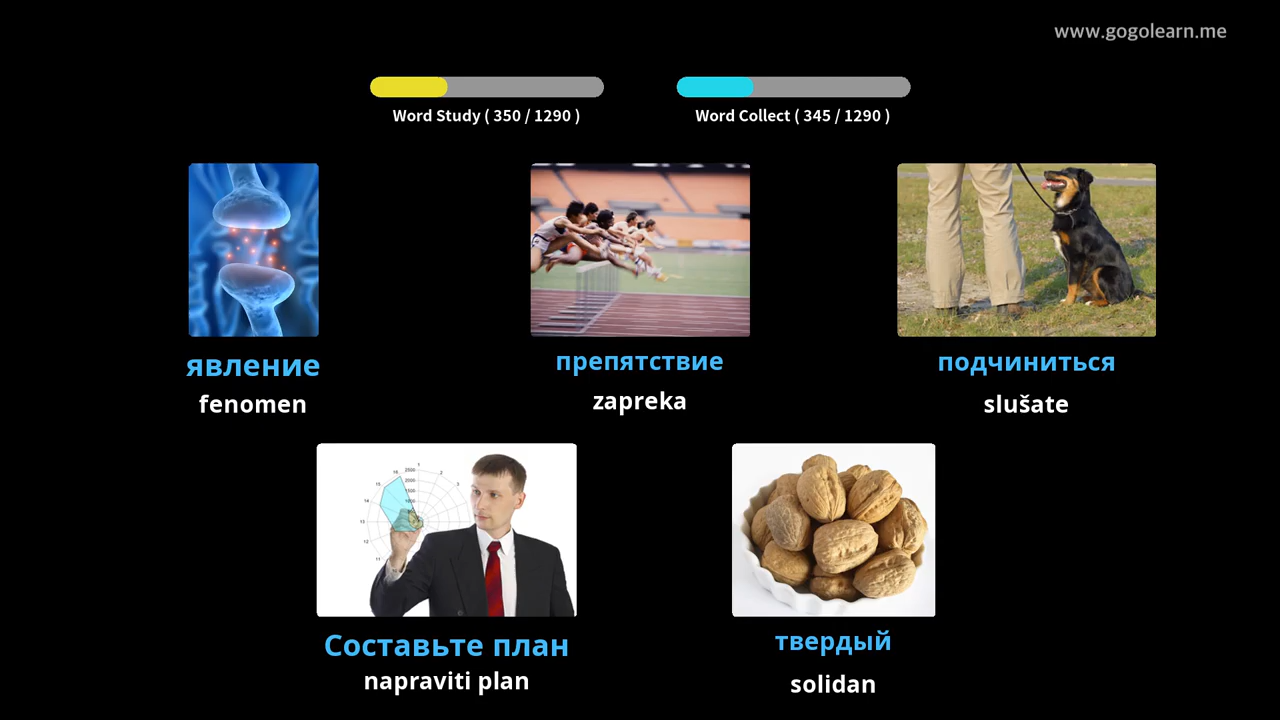 www.gogolearn.me
Word Study ( 350 / 1290 )
Word Collect ( 345 / 1290 )
явление
fenomen
препятствие
zapreka
подчиниться
slušate
Составьте план
napraviti plan
твердый
solidan